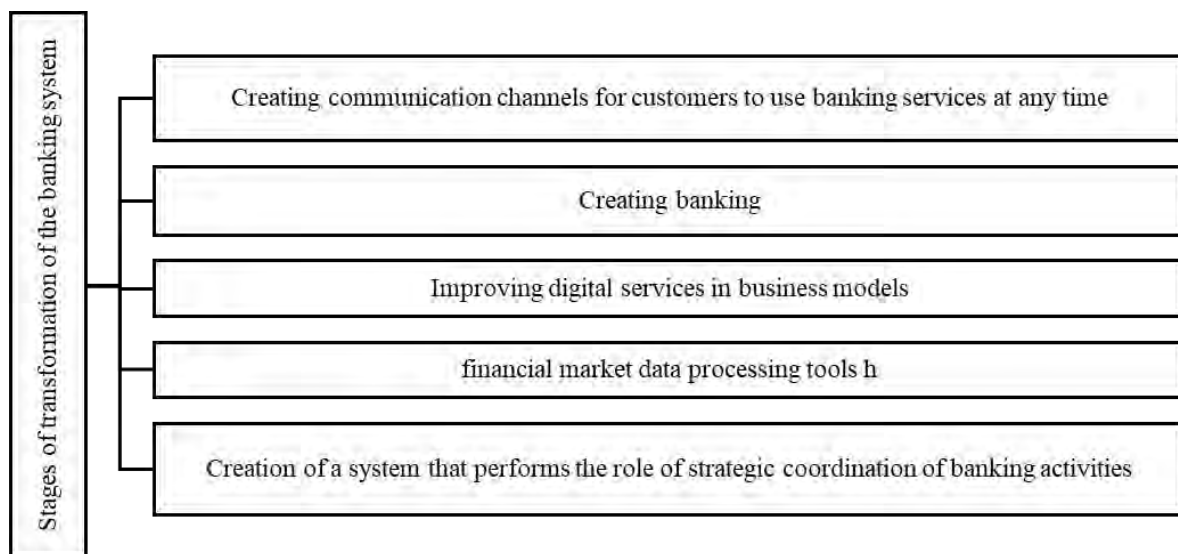 Stages of transformation of the banking system
Creating communication channels for customers to use banking services at any time
Creating banking
Improving digital services in business models
financial market data processing tools h
Creation of a system that performs the role of strategic coordination of banking activities